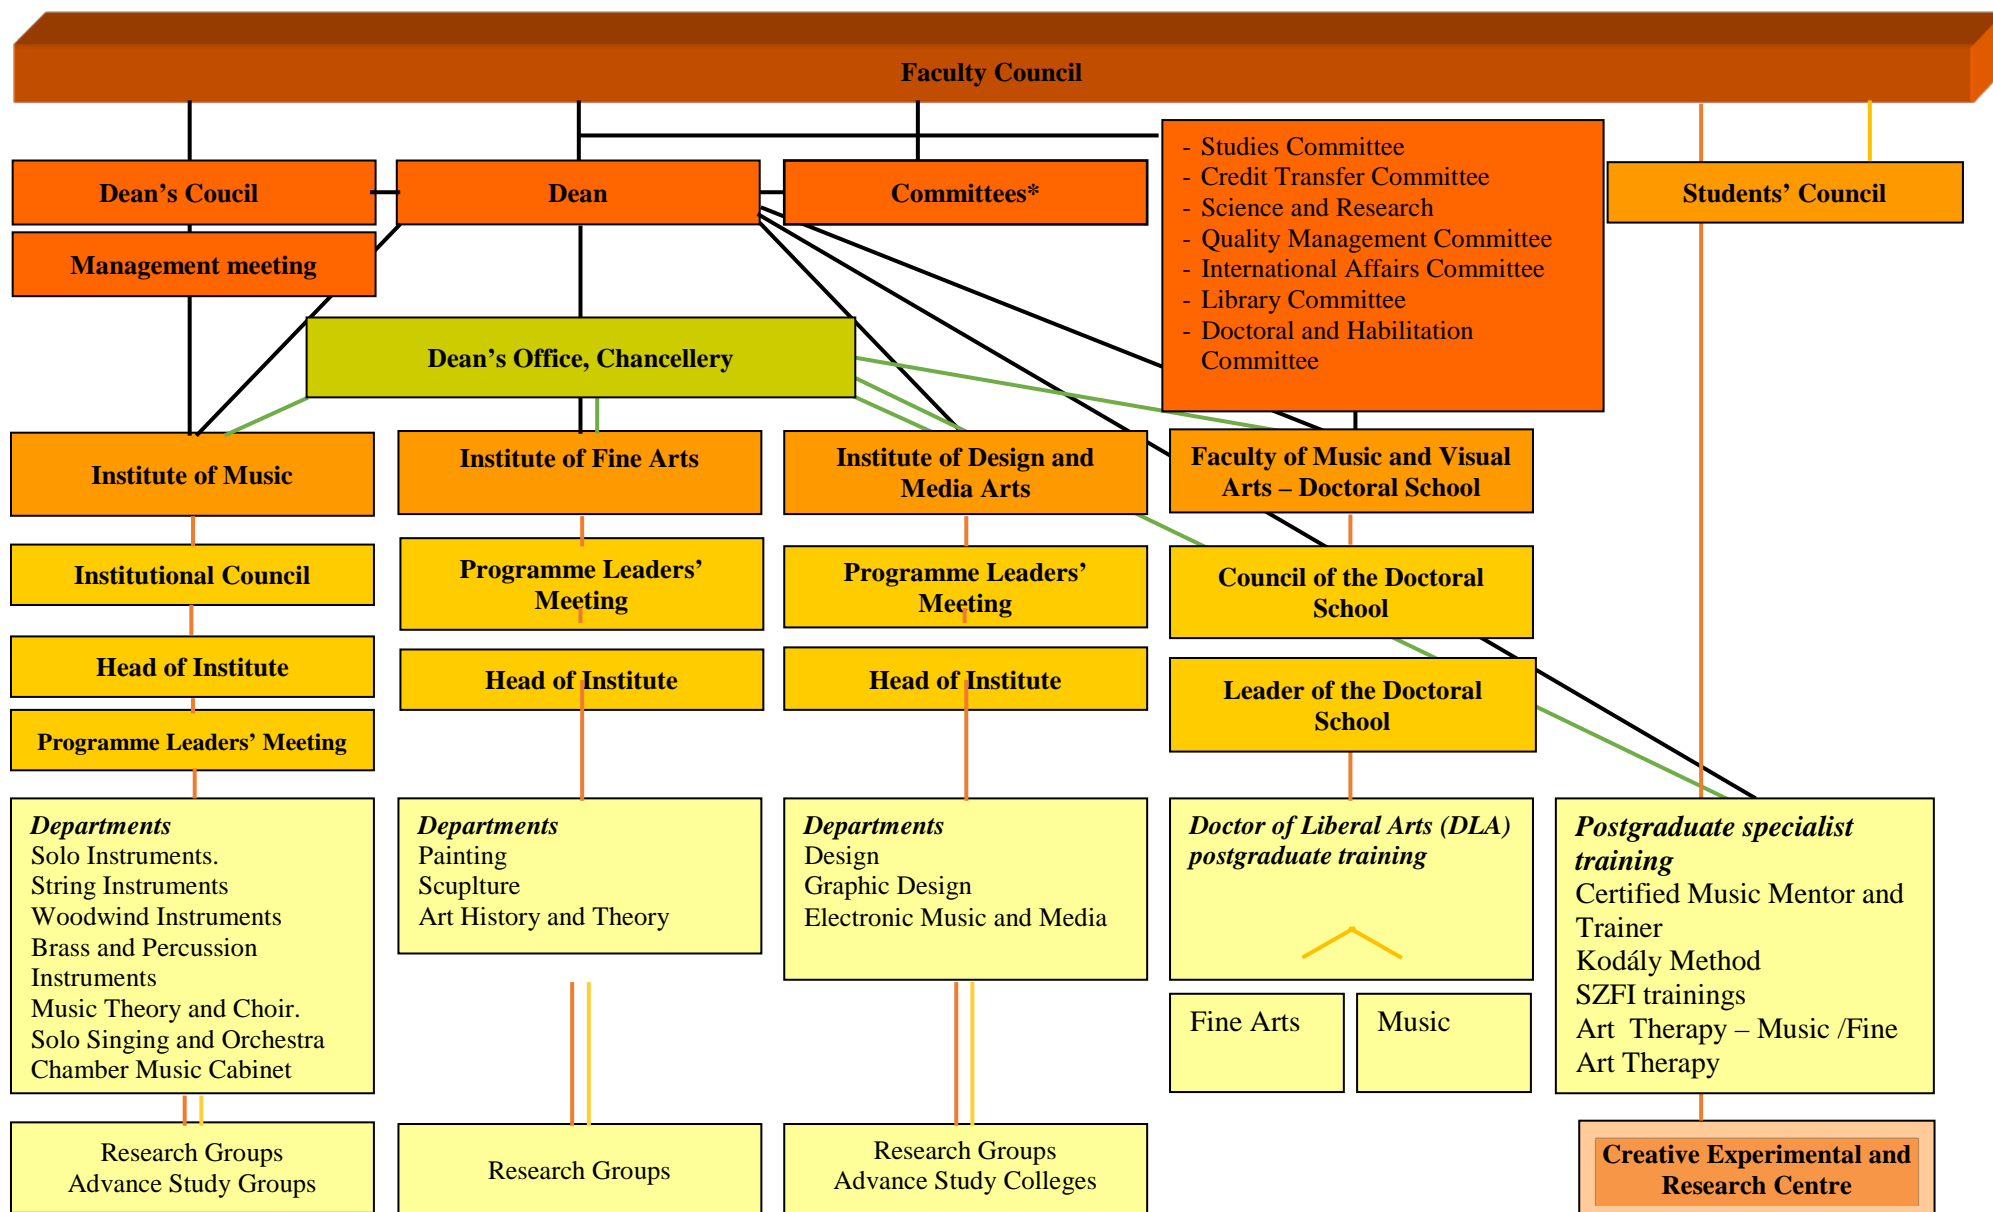 Faculty Council
Dean's Coucil
Dean
Committees*
- Studies Committee
- Credit Transfer Committee
- Science and Research
- Quality Management Committee
- International Affairs Committee
- Library Committee
- Doctoral and Habilitation
Committee
Students' Council
Management meeting
Dean's Office, Chancellery
Institute of Music
Institutional Council
Head of Institute
Programme Leaders' Meeting
Departments
Solo Instruments.
String Instruments
Woodwind Instruments
Brass and Percussion
Instruments
Music Theory and Choir.
Solo Singing and Orchestra
Chamber Music Cabinet
Research Groups
Advance Study Groups
Institute of Fine Arts
Programme Leaders'
Meeting
Head of Institute
Departments
Painting
Scuplture
Art History and Theory
Research Groups
Institute of Design and
Media Arts
Programme Leaders'
Meeting
Head of Institute
Departments
Design
Graphic Design
Electronic Music and Media
Research Groups
Advance Study Colleges
Faculty of Music and Visual
Arts – Doctoral School
Council of the Doctoral
School
Leader of the Doctoral
School
Doctor of Liberal Arts (DLA)
postgraduate training
Fine Arts
Music
Postgraduate specialist
training
Certified Music Mentor and
Trainer
Kodály Method
SZFI trainings
Art  Therapy – Music /Fine
Art Therapy
Creative Experimental and
Research Centre